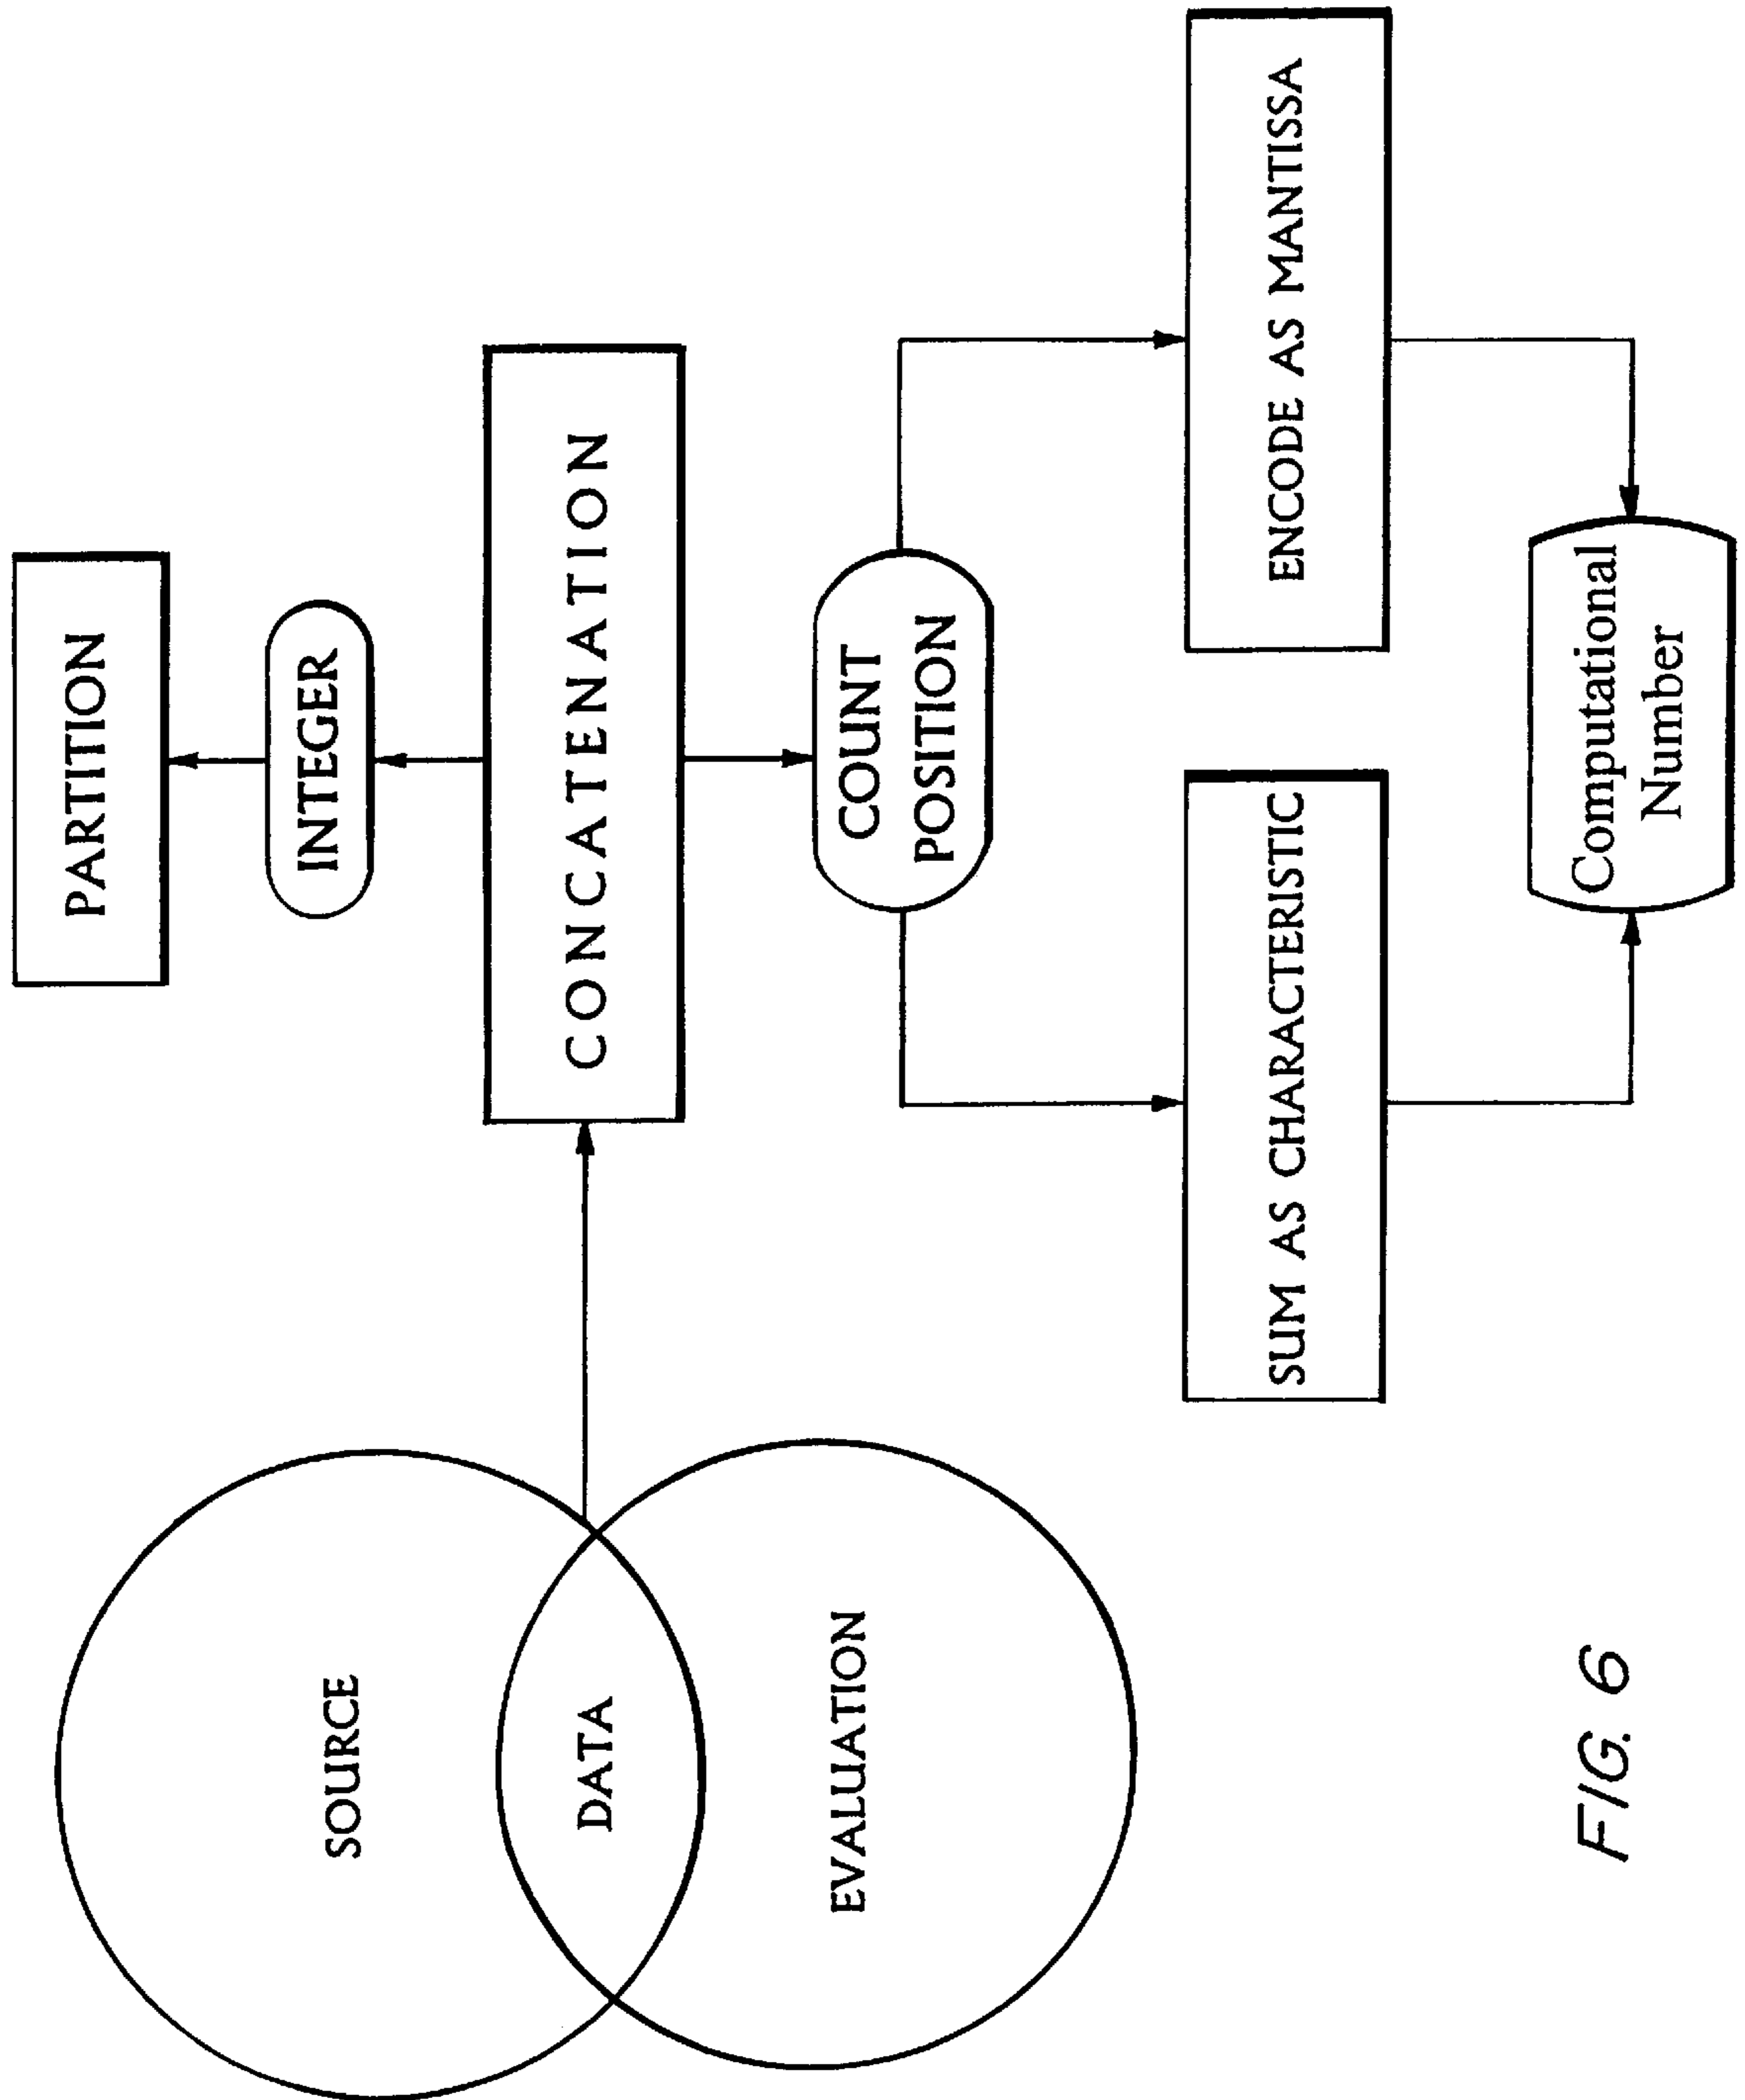 SOURCE
DATA
EVALUATION
PARTITION
INTEGER
CONCATENATION
COUNT
POSITION
SUM AS CHARACTERISTIC
ENCODE AS MANTISSA
Computational
Number
FIG. 6